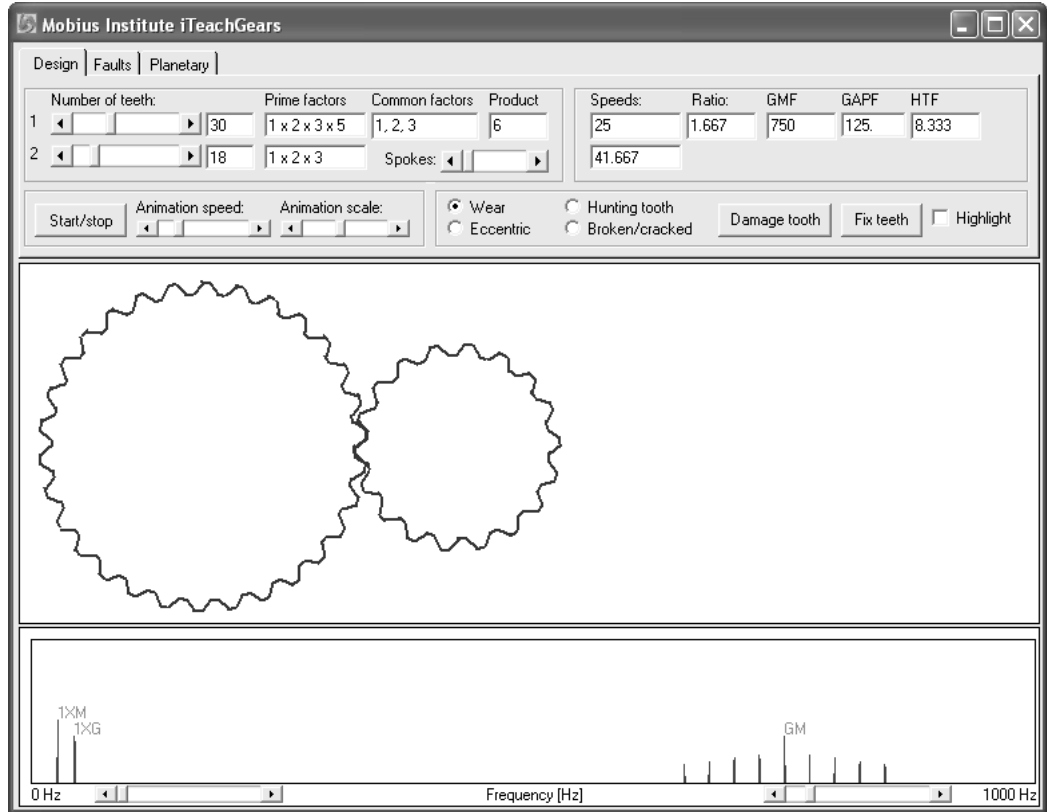 Mobius Institute iTeachGears
Design Faults Planetary
Number of teeth: Prime factors Common factors Product
1 30 1 x 2 x 3 x 5 1, 2, 3 6
2 18 1 x 2 x 3 Spokes:
Speeds: Ratio: GMF GAPF HTF
25 1.667 750 125. 8.333
41.667
Start/stop Animation speed: Animation scale:
Wear Hunting tooth
Eccentric Broken/cracked
Damage tooth Fix teeth Highlight
1XM
1XG
GM
0 Hz Frequency [Hz] 1000 Hz